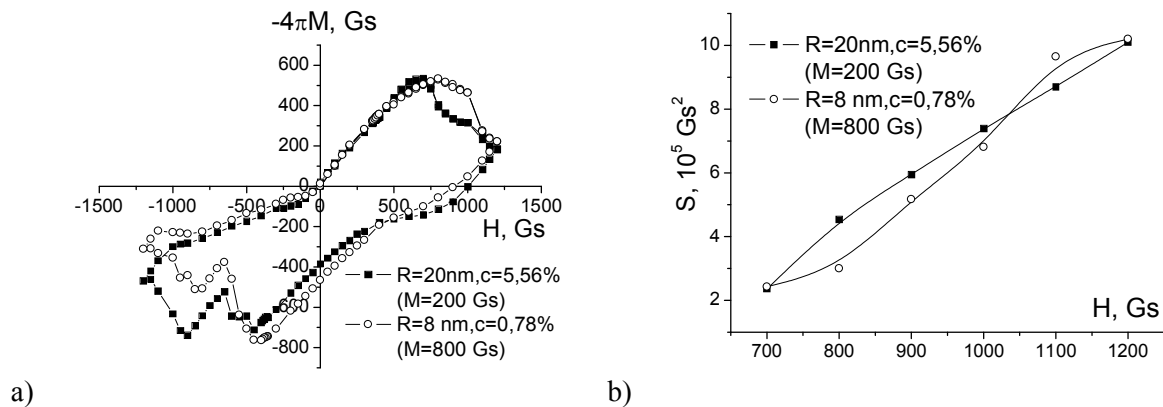 -4πM, Gs
600
400
200
0
-1500 -1000 -500 0 500 1000 1500
H, Gs
-200
-400
-600
-800
R=20nm,c=5,56%
(M=200 Gs)
R=8 nm,c=0,78%
(M=800 Gs)
a)
S, 10⁵ Gs²
10
8
6
4
2
R=20nm,c=5,56%
(M=200 Gs)
R=8 nm,c=0,78%
(M=800 Gs)
H, Gs
700 800 900 1000 1100 1200
b)